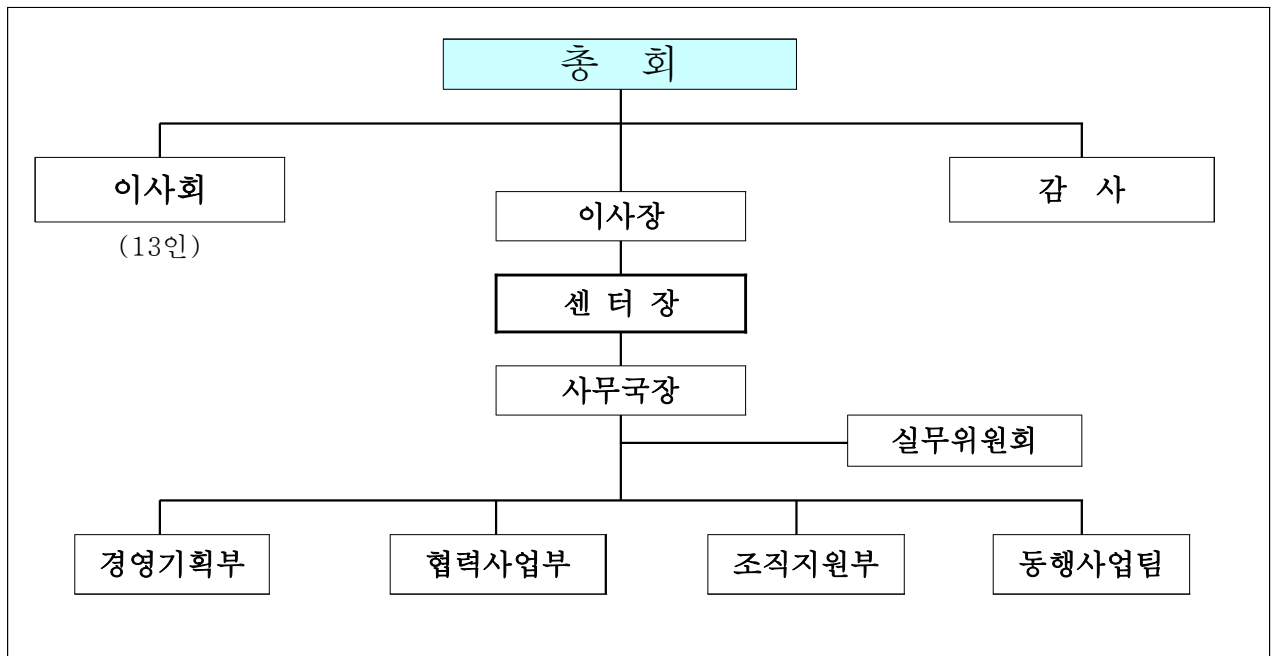 총 회
이사회
감 사
(13인)
이사장
센 터 장
사무국장
실무위원회
경영기획부
협력사업부
조직지원부
동행사업팀